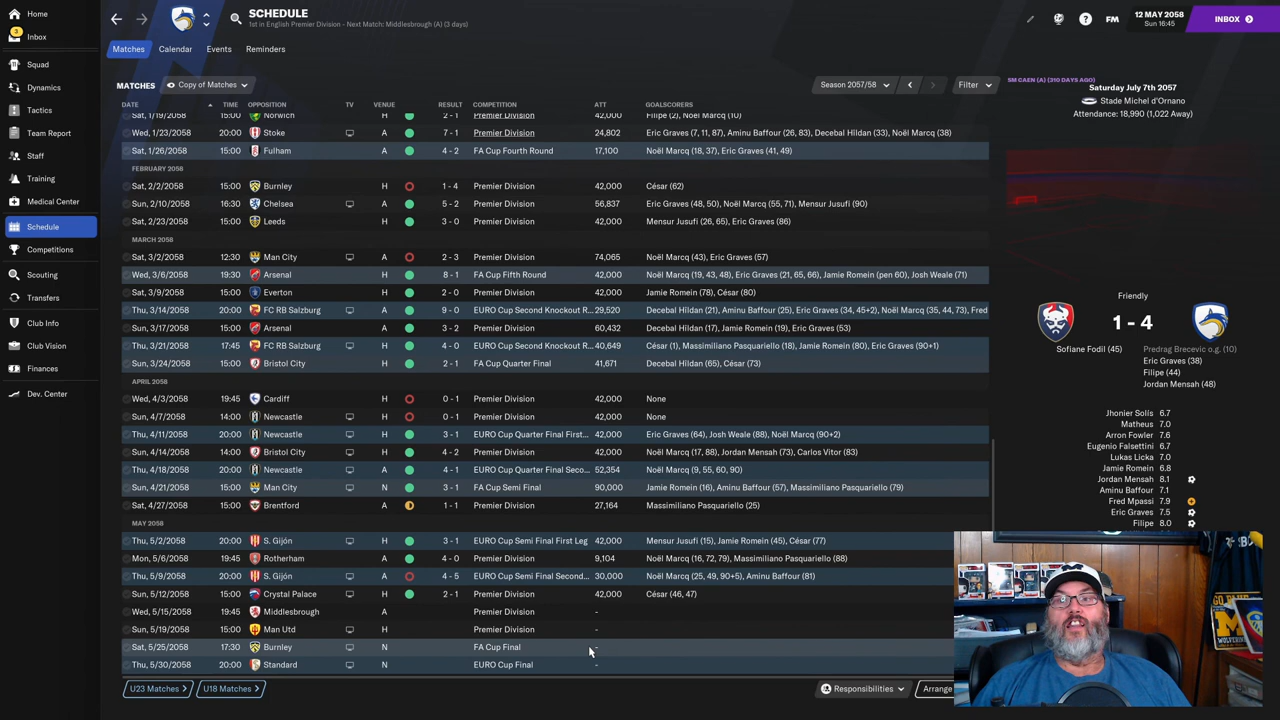 Home
3
Inbox
Squad
Dynamics
Tactics
Team Report
Staff
Training
Medical Center
Schedule
Competitions
Scouting
Transfers
Club Info
Club Vision
Finances
Dev. Center
SCHEDULE
1st in English Premier Division - Next Match: Middlesbrough (A) (3 days)
? FM 12 MAY 2058 Sun 16:45 INBOX
Matches Calendar Events Reminders
MATCHES Copy of Matches Season 2057/58 Filter
DATE TIME OPPOSITION TV VENUE RESULT COMPETITION ATT GOALSCORERS
Sat, 1/19/2058 15:00 Norwich H 2 - 1 Premier Division 42,000 Filipe (2), Noël Marcq (10)
Wed, 1/23/2058 20:00 Stoke A 7 - 1 Premier Division 24,802 Eric Graves (7, 11, 87), Aminu Baffour (26, 83), Decebal Hîldan (33), Noël Marcq (38)
Sat, 1/26/2058 15:00 Fulham A 4 - 2 FA Cup Fourth Round 17,100 Noël Marcq (18, 37), Eric Graves (41, 49)
FEBRUARY 2058
Sat, 2/2/2058 15:00 Burnley H 1 - 4 Premier Division 42,000 César (62)
Sun, 2/10/2058 16:30 Chelsea A 5 - 2 Premier Division 56,837 Eric Graves (48, 50), Noël Marcq (55, 71), Mensur Jusufi (90)
Sat, 2/23/2058 15:00 Leeds H 3 - 0 Premier Division 42,000 Mensur Jusufi (26, 65), Eric Graves (86)
MARCH 2058
Sat, 3/2/2058 12:30 Man City A 2 - 3 Premier Division 74,065 Noël Marcq (43), Eric Graves (57)
Wed, 3/6/2058 19:30 Arsenal H 8 - 1 FA Cup Fifth Round 42,000 Noël Marcq (19, 43, 48), Eric Graves (21, 65, 66), Jamie Romein (pen 60), Josh Weale (71)
Sat, 3/9/2058 15:00 Everton H 2 - 0 Premier Division 42,000 Jamie Romein (78), César (80)
Thu, 3/14/2058 20:00 FC RB Salzburg A 9 - 0 EURO Cup Second Knockout R... 29,520 Decebal Hîldan (21), Aminu Baffour (25), Eric Graves (34, 45+2), Noël Marcq (35, 44, 73), Fred
Sun, 3/17/2058 15:00 Arsenal A 3 - 2 Premier Division 60,432 Decebal Hîldan (17), Jamie Romein (19), Eric Graves (53)
Thu, 3/21/2058 17:45 FC RB Salzburg H 4 - 0 EURO Cup Second Knockout R... 40,649 César (1), Massimiliano Pasquariello (18), Jamie Romein (80), Eric Graves (90+1)
Sun, 3/24/2058 15:00 Bristol City H 2 - 1 FA Cup Quarter Final 41,671 Decebal Hîldan (65), César (73)
APRIL 2058
Wed, 4/3/2058 19:45 Cardiff H 0 - 1 Premier Division 42,000 None
Sun, 4/7/2058 14:00 Newcastle H 0 - 1 Premier Division 42,000 None
Thu, 4/11/2058 20:00 Newcastle H 3 - 1 EURO Cup Quarter Final First... 42,000 Eric Graves (64), Josh Weale (88), Noël Marcq (90+2)
Sun, 4/14/2058 14:00 Bristol City H 4 - 2 Premier Division 42,000 Noël Marcq (17, 88), Jordan Mensah (73), Carlos Vitor (83)
Thu, 4/18/2058 20:00 Newcastle A 4 - 1 EURO Cup Quarter Final Seco... 52,354 Noël Marcq (9, 55, 60, 90)
Sun, 4/21/2058 15:00 Man City N 3 - 1 FA Cup Semi Final 90,000 Jamie Romein (16), Aminu Baffour (57), Massimiliano Pasquariello (79)
Sat, 4/27/2058 15:00 Brentford A 1 - 1 Premier Division 27,164 Massimiliano Pasquariello (25)
MAY 2058
Thu, 5/2/2058 20:00 S. Gijón H 3 - 1 EURO Cup Semi Final First Leg 42,000 Mensur Jusufi (15), Jamie Romein (45), César (77)
Mon, 5/6/2058 19:45 Rotherham A 4 - 0 Premier Division 9,104 Noël Marcq (16, 72, 79), Massimiliano Pasquariello (88)
Thu, 5/9/2058 20:00 S. Gijón A 4 - 5 EURO Cup Semi Final Second... 30,000 Noël Marcq (25, 49, 90+5), Aminu Baffour (81)
Sun, 5/12/2058 15:00 Crystal Palace H 2 - 1 Premier Division 42,000 César (46, 47)
Wed, 5/15/2058 19:45 Middlesbrough A Premier Division -
Sun, 5/19/2058 15:00 Man Utd H Premier Division -
Sat, 5/25/2058 17:30 Burnley N FA Cup Final -
Thu, 5/30/2058 20:00 Standard N EURO Cup Final -
U23 Matches U18 Matches Responsibilities Arrange
SM CAEN (A) (310 DAYS AGO)
Saturday July 7th 2057
Stade Michel d'Ornano
Attendance: 18,990 (1,022 Away)
Friendly
1 - 4
Sofiane Fodil (45)
Predrag Brecevic o.g. (10)
Eric Graves (38)
Filipe (44)
Jordan Mensah (48)
Jhonier Solis 6.7
Matheus 7.0
Arron Fowler 7.6
Eugenio Falsettini 6.7
Lukas Licka 7.0
Jamie Romein 6.8
Jordan Mensah 8.1
Aminu Baffour 7.1
Fred Mpassi 7.9
Eric Graves 7.5
Filipe 8.0